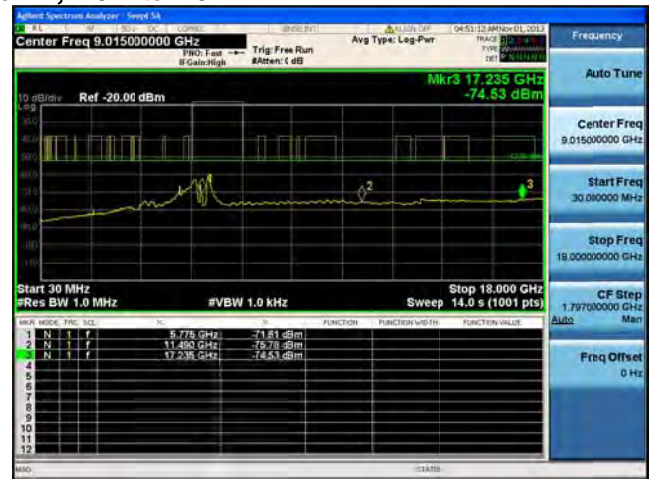 Agilent Spectrum Analyzer - Swept SA
Center Freq 9.015000000 GHz
PNO: Fast
IFGain:High
Trig: Free Run
#Atten: 0 dB
Avg Type: Log-Pwr
04:51:12 AM Nov 01, 2013
TRACE
TYPE
DET
Frequency
Mkr3 17.235 GHz
-74.53 dBm
10 dB/div
Ref -20.00 dBm
Log
Auto Tune
Center Freq
9.015000000 GHz
Start Freq
30.000000 MHz
Stop Freq
18.000000000 GHz
CF Step
1.797000000 GHz
Auto Man
Freq Offset
0 Hz
2
3
Start 30 MHz
Stop 18.000 GHz
#Res BW 1.0 MHz
#VBW 1.0 kHz
Sweep 14.0 s (1001 pts)
MKR MODE TRC SCL X Y FUNCTION FUNCTION WIDTH FUNCTION VALUE
1 N 1 f 5.775 GHz -71.51 dBm
2 N 1 f 11.490 GHz -75.78 dBm
3 N 1 f 17.235 GHz -74.53 dBm
4
5
6
7
8
9
10
11
12
MSG
STATUS